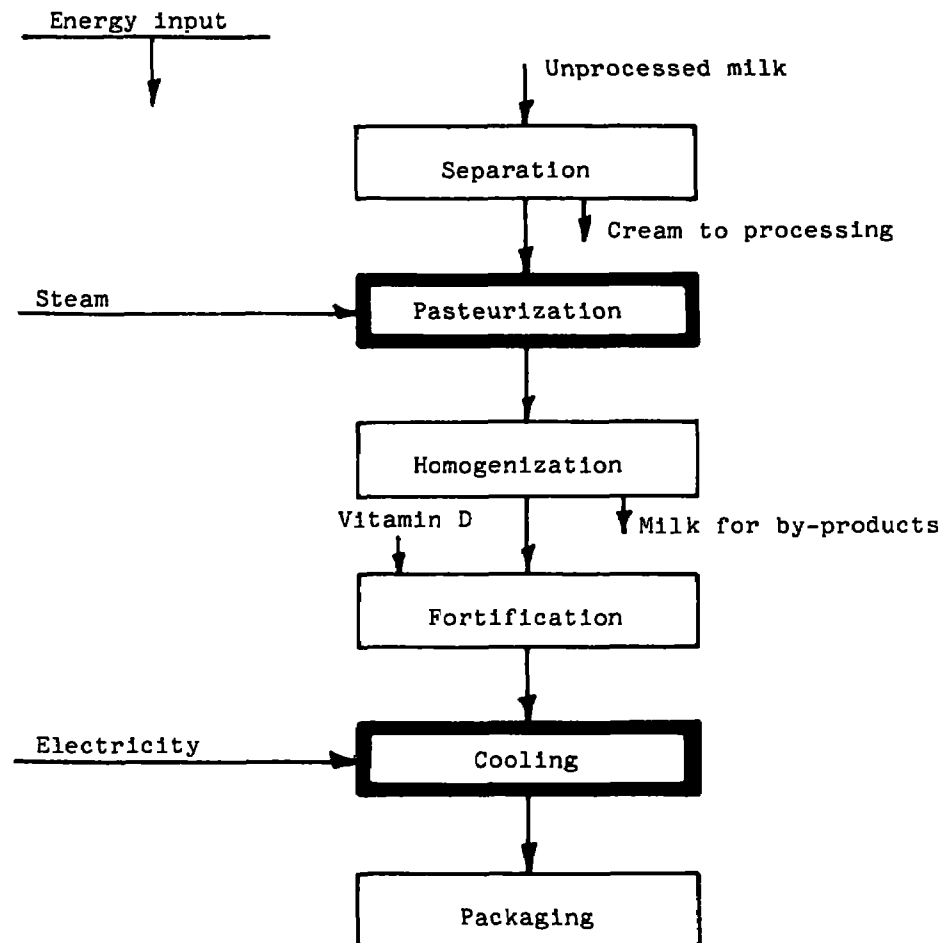 Energy input
Unprocessed milk
Separation
Cream to processing
Steam
Pasteurization
Homogenization
Vitamin D
Milk for by-products
Fortification
Electricity
Cooling
Packaging